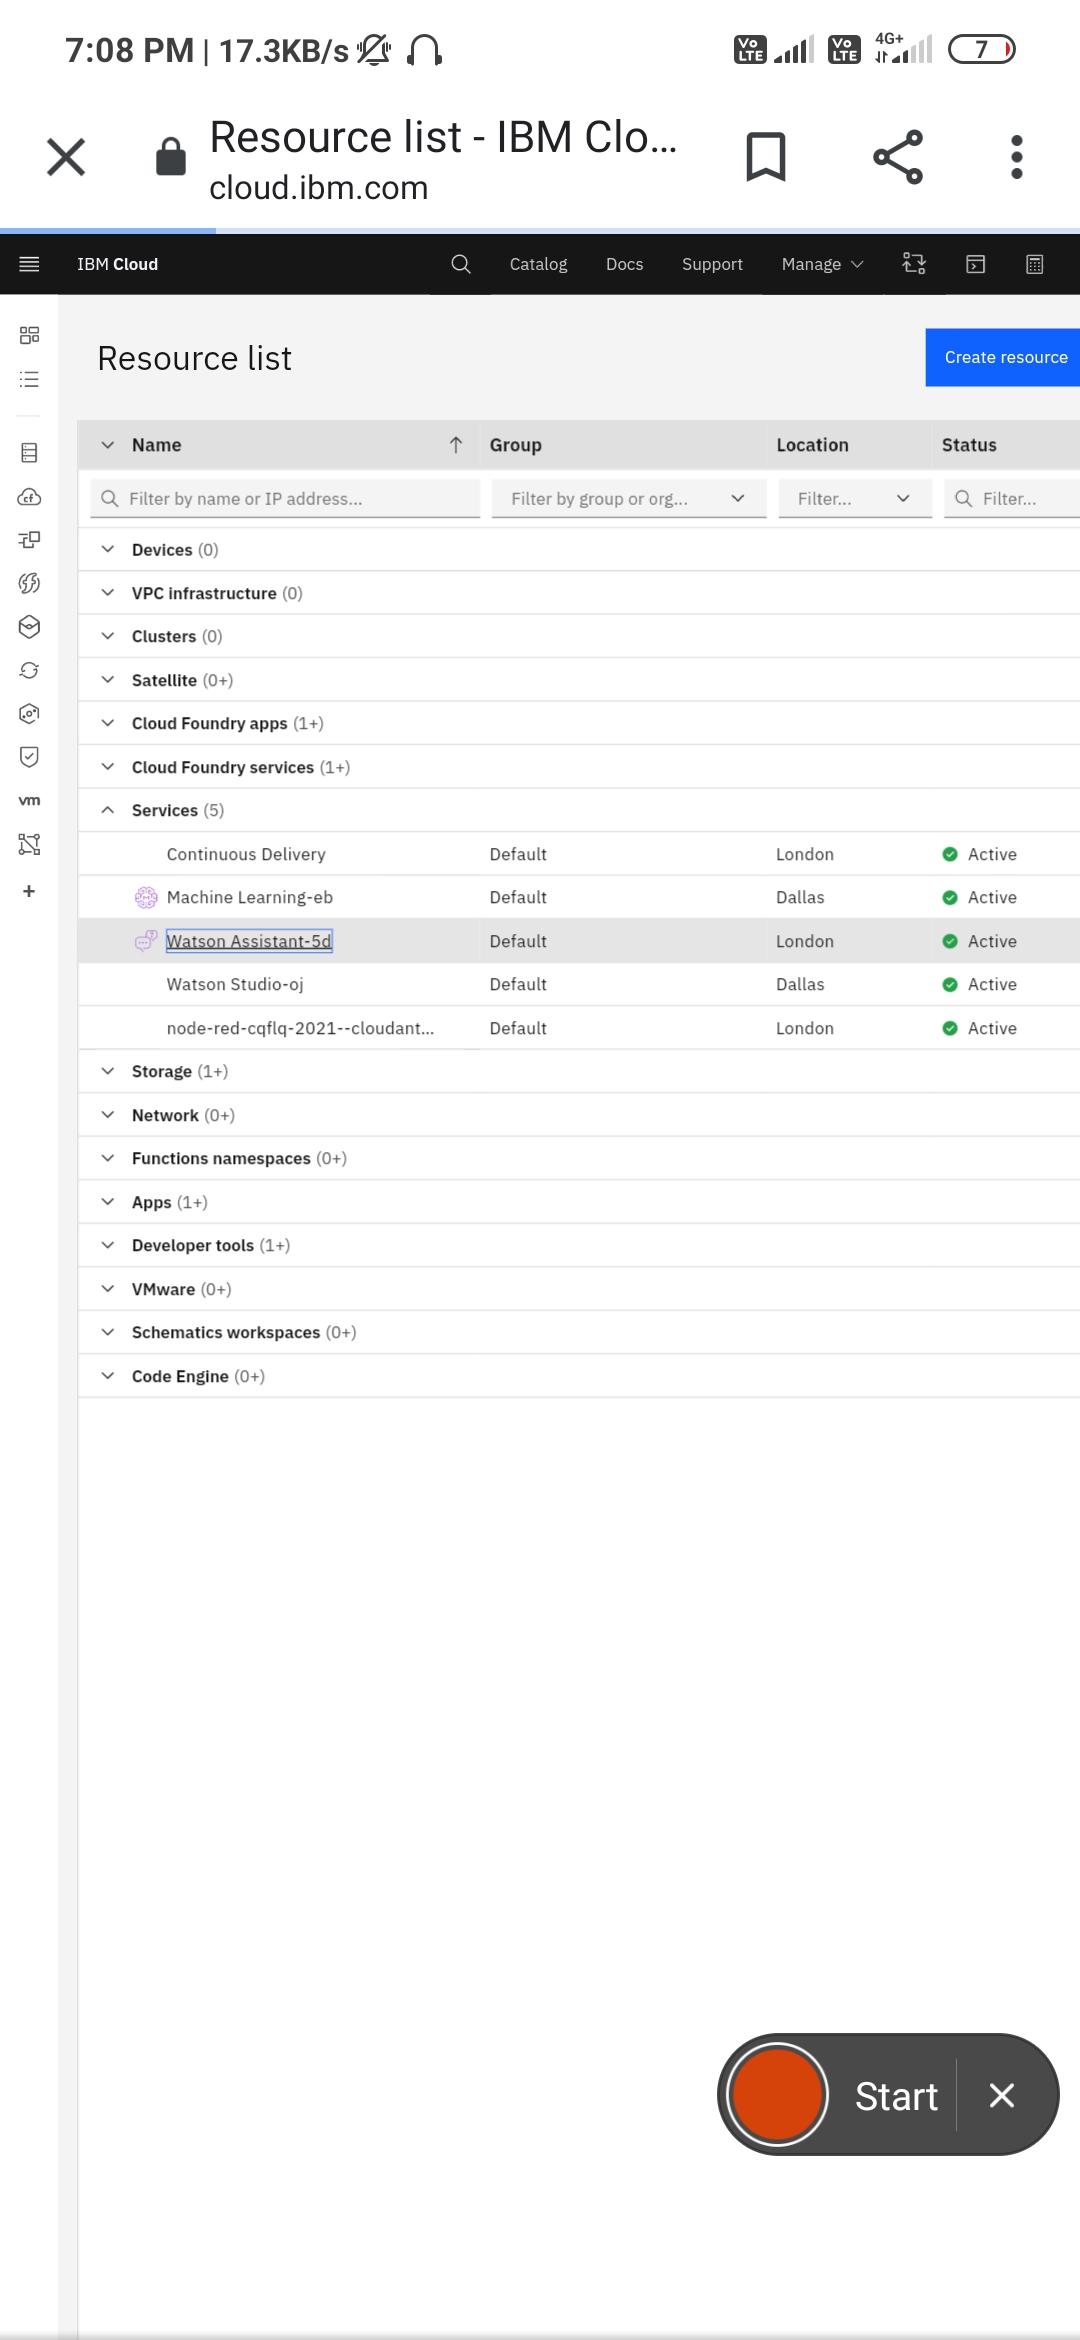 7:08 PM | 17.3KB/s Vo LTE Vo LTE 4G+ 7
Resource list - IBM Clo...
cloud.ibm.com
IBM Cloud Catalog Docs Support Manage
Resource list Create resource
Name Group Location Status
Filter by name or IP address... Filter by group or org... Filter... Filter...
Devices (0)
VPC infrastructure (0)
Clusters (0)
Satellite (0+)
Cloud Foundry apps (1+)
Cloud Foundry services (1+)
Services (5)
Continuous Delivery Default London Active
Machine Learning-eb Default Dallas Active
Watson Assistant-5d Default London Active
Watson Studio-oj Default Dallas Active
node-red-cqflq-2021--cloudant... Default London Active
Storage (1+)
Network (0+)
Functions namespaces (0+)
Apps (1+)
Developer tools (1+)
VMware (0+)
Schematics workspaces (0+)
Code Engine (0+)
cf
vm
Start